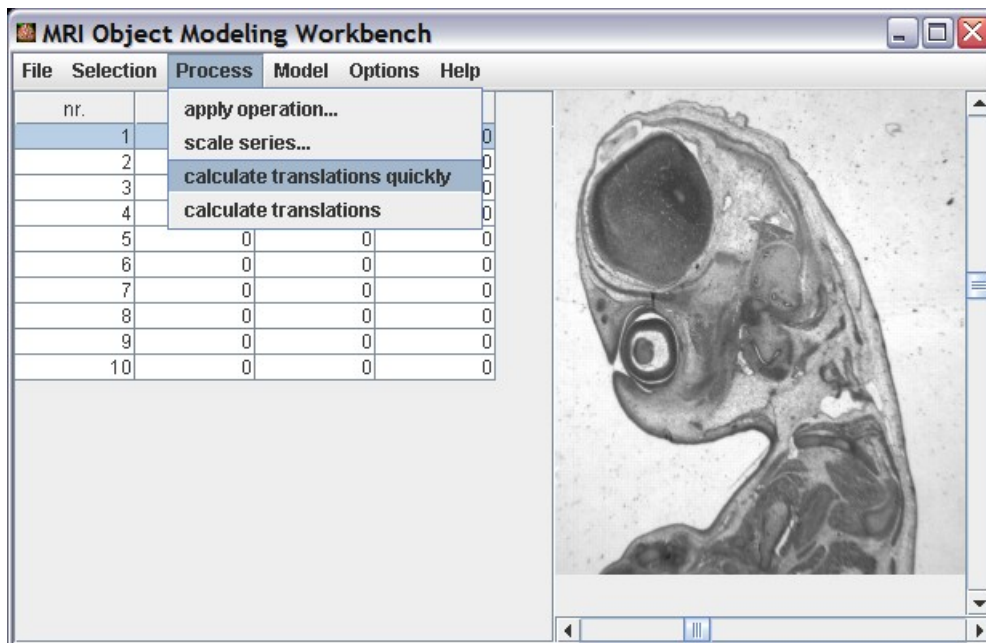 MRI Object Modeling Workbench
File Selection Process Model Options Help
nr.
apply operation...
scale series...
calculate translations quickly
calculate translations
1 0
2 0
3 0
4 0
5 0 0 0
6 0 0 0
7 0 0 0
8 0 0 0
9 0 0 0
10 0 0 0